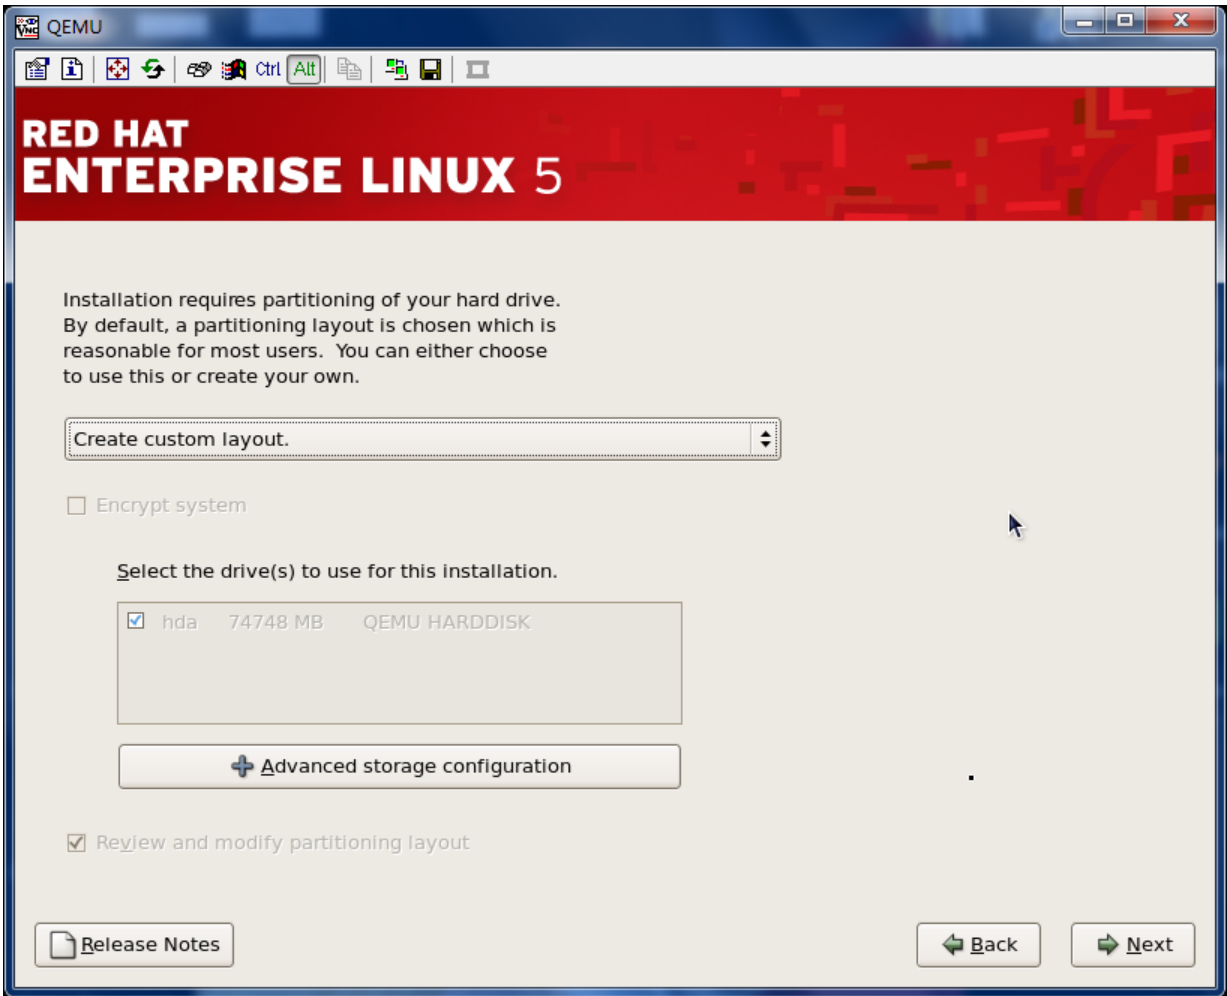 QEMU
Ctrl Alt
RED HAT
ENTERPRISE LINUX 5
Installation requires partitioning of your hard drive.
By default, a partitioning layout is chosen which is
reasonable for most users.  You can either choose
to use this or create your own.
Create custom layout.
Encrypt system
Select the drive(s) to use for this installation.
hda 74748 MB QEMU HARDDISK
Advanced storage configuration
Review and modify partitioning layout
Release Notes
Back
Next